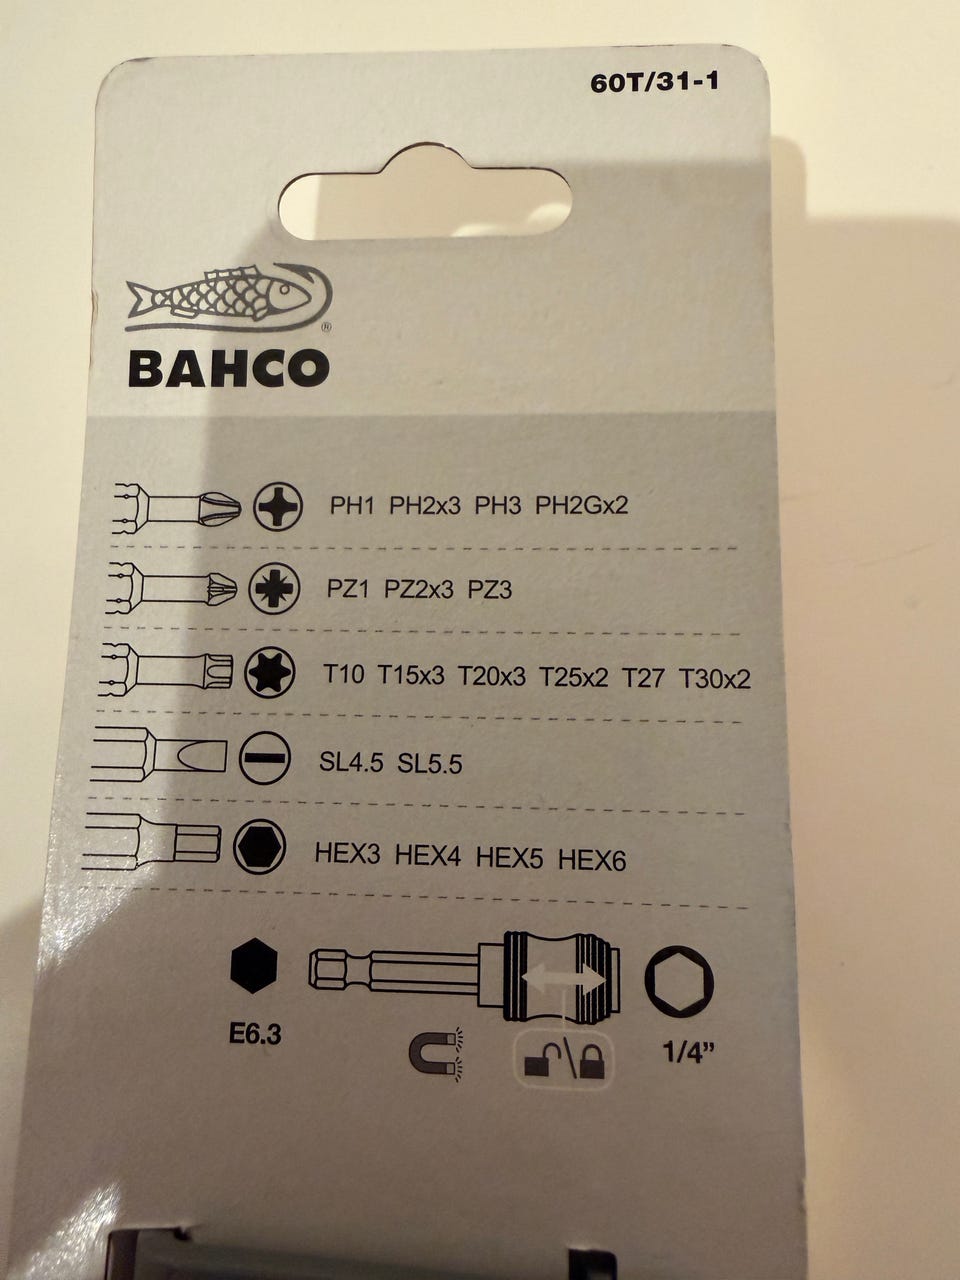 60T/31-1
®
BAHCO
PH1 PH2x3 PH3 PH2Gx2
PZ1 PZ2x3 PZ3
T10 T15x3 T20x3 T25x2 T27 T30x2
SL4.5 SL5.5
HEX3 HEX4 HEX5 HEX6
E6.3
1/4”